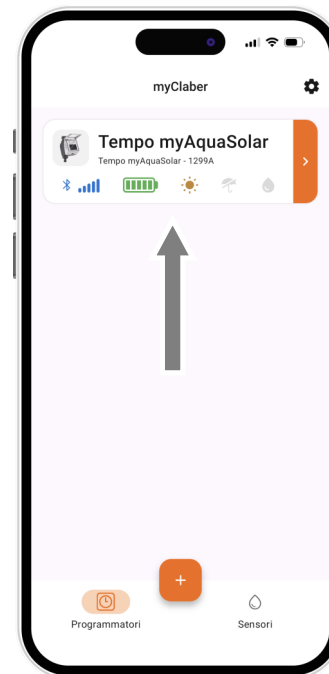 myClaber
Tempo myAquaSolar
Tempo myAquaSolar - 1299A
+
Programmatori
Sensori